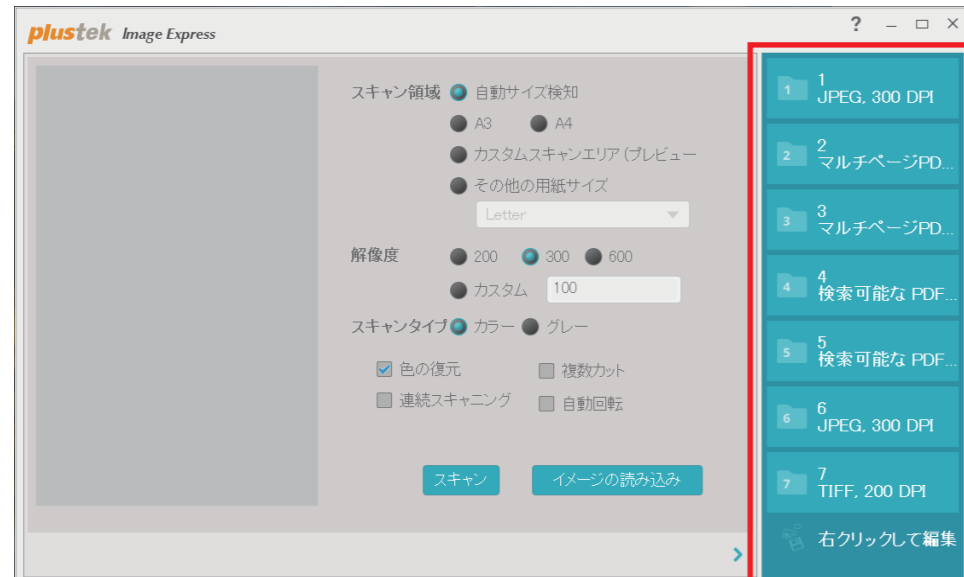 plustek Image Express
?
スキャン領域 自動サイズ検知
A3 A4
カスタムスキャンエリア (プレビュー
その他の用紙サイズ
Letter
解像度 200 300 600
カスタム 100
スキャンタイプ カラー グレー
色の復元 複数カット
連続スキャニング 自動回転
スキャン イメージの読み込み
1 1
JPEG, 300 DPI
2 2
マルチページPD...
3 3
マルチページPD...
4 4
検索可能な PDF...
5 5
検索可能な PDF...
6 6
JPEG, 300 DPI
7 7
TIFF, 200 DPI
右クリックして編集